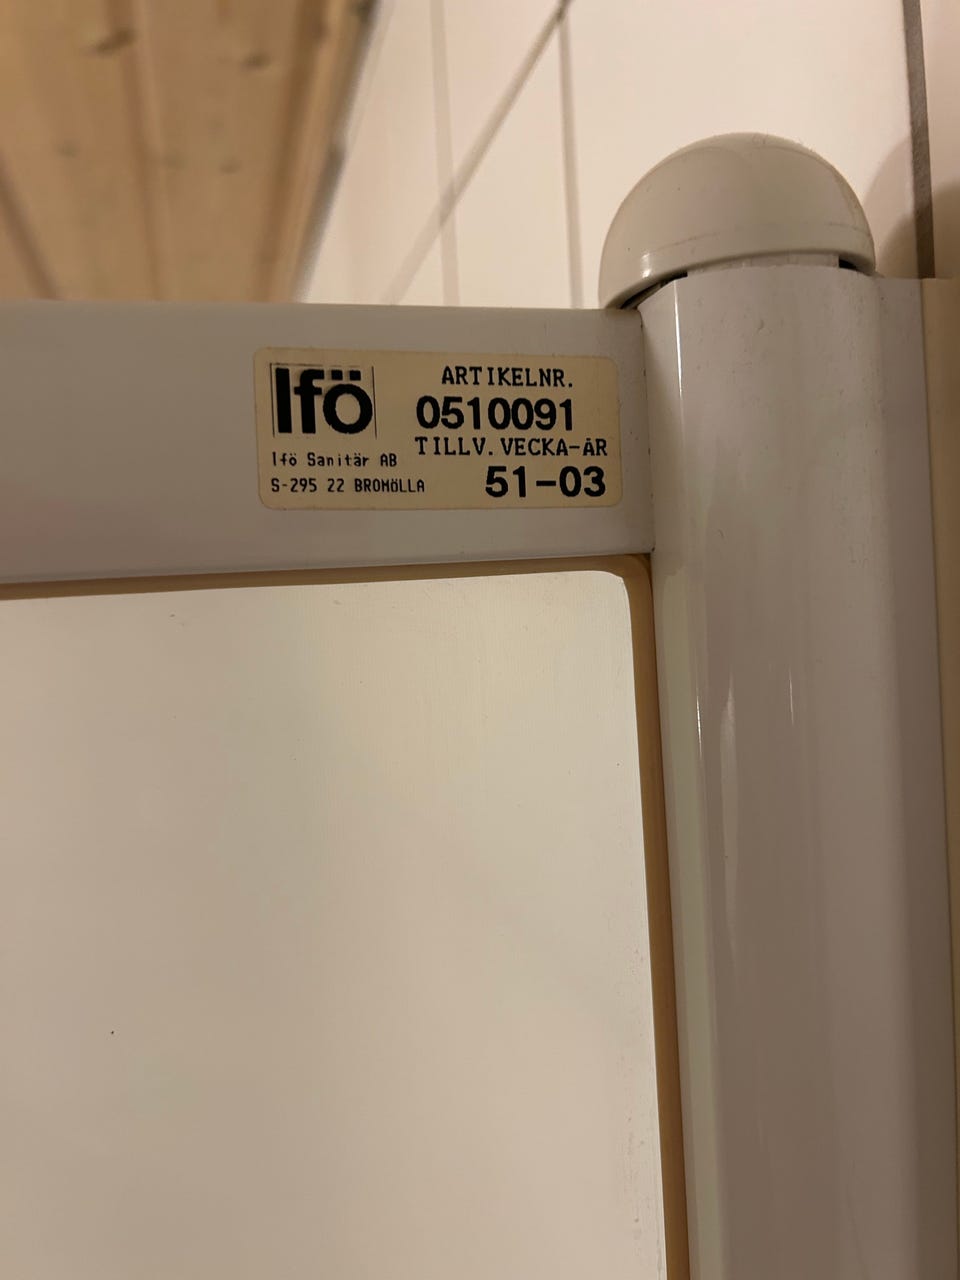 Ifö
ARTIKELNR.
0510091
TILLV. VECKA-ÅR
51-03
Ifö Sanitär AB
S-295 22 BROMÖLLA